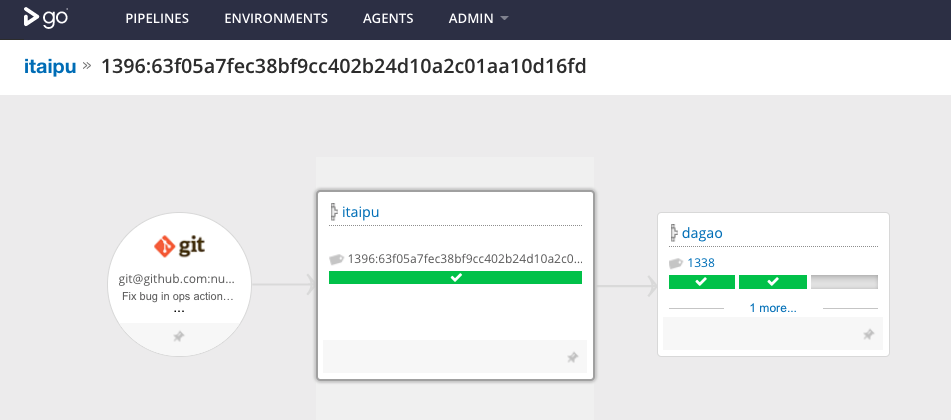 go PIPELINES ENVIRONMENTS AGENTS ADMIN
itaipu » 1396:63f05a7fec38bf9cc402b24d10a2c01aa10d16fd
git
git@github.com:nu...
Fix bug in ops action...
...
itaipu
1396:63f05a7fec38bf9cc402b24d10a2c0...
dagao
1338
1 more...